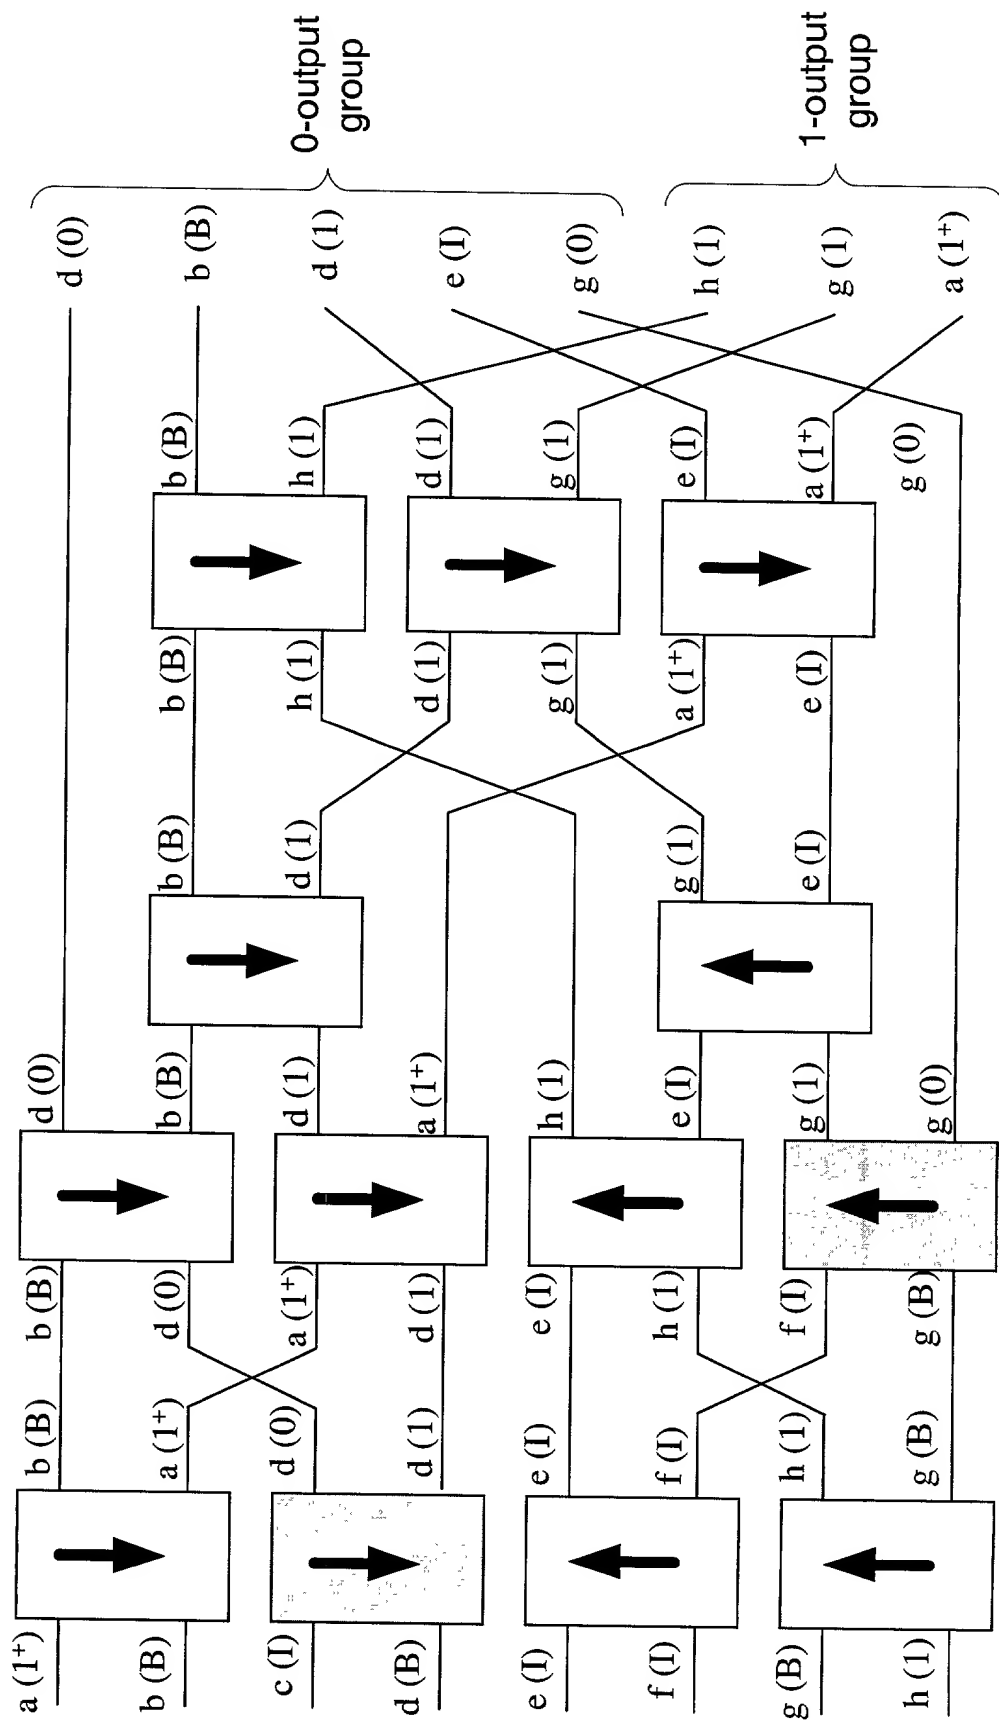 a (1⁺)
b (B)
c (I)
d (B)
e (I)
f (I)
g (B)
h (1)
b (B)
a (1⁺)
d (0)
d (1)
e (I)
f (I)
h (1)
g (B)
b (B)
d (0)
a (1⁺)
d (1)
e (I)
h (1)
f (I)
g (B)
d (0)
b (B)
d (1)
a (1⁺)
h (1)
e (I)
g (1)
g (0)
b (B)
d (1)
g (1)
e (I)
b (B)
h (1)
d (1)
g (1)
a (1⁺)
e (I)
b (B)
h (1)
d (1)
g (1)
e (I)
a (1⁺)
g (0)
d (0)
b (B)
d (1)
e (I)
g (0)
h (1)
g (1)
a (1⁺)
0-output
group
1-output
group